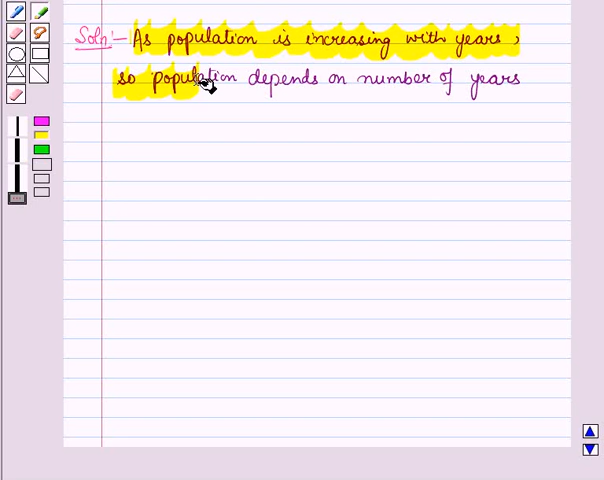 Soln:- As population is increasing with years,
so population depends on number of years